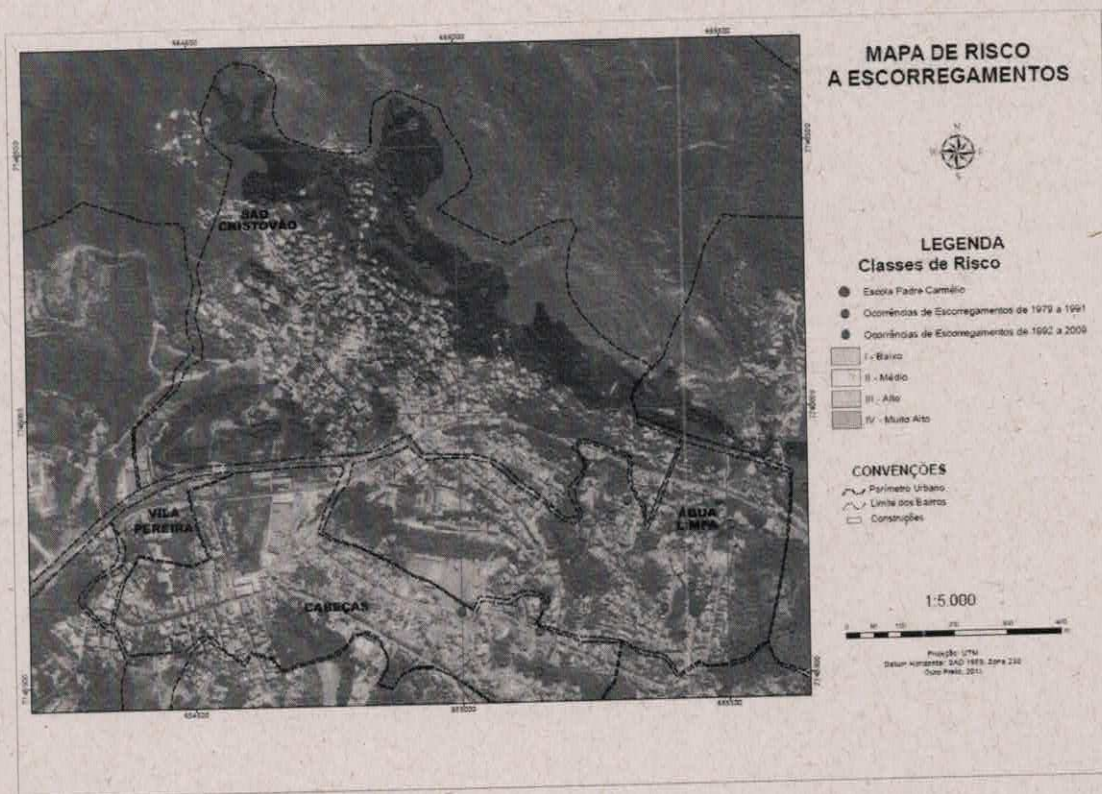 MAPA DE RISCO
A ESCORREGAMENTOS
N
LEGENDA
Classes de Risco
Escola Padre Carmélio
Ocorrências de Escorregamentos de 1979 a 1991
Ocorrências de Escorregamentos de 1992 a 2009
I - Baixo
II - Médio
III - Alto
IV - Muito Alto
CONVENÇÕES
Perímetro Urbano
Limite dos Bairros
Construções
1:5.000
Projeção: UTM
SÃO
CRISTOVÃO
VILA
PEREIRA
ÁGUA
LIMPA
CABEÇAS